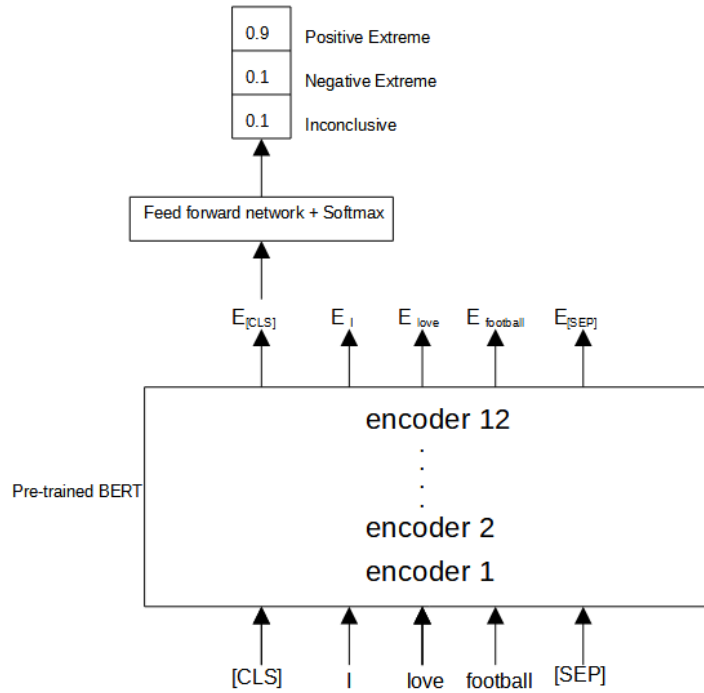 0.9 Positive Extreme
0.1 Negative Extreme
0.1 Inconclusive
Feed forward network + Softmax
E[CLS] E I E love E football E[SEP]
encoder 12
Pre-trained BERT
encoder 2
encoder 1
[CLS] I love football [SEP]